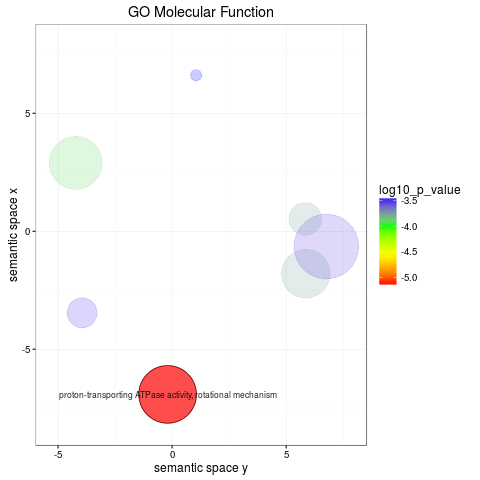 GO Molecular Function
5
0
-5
semantic space x
proton-transporting ATPase activity, rotational mechanism
-5
0
5
semantic space y
log10_p_value
-3.5
-4.0
-4.5
-5.0